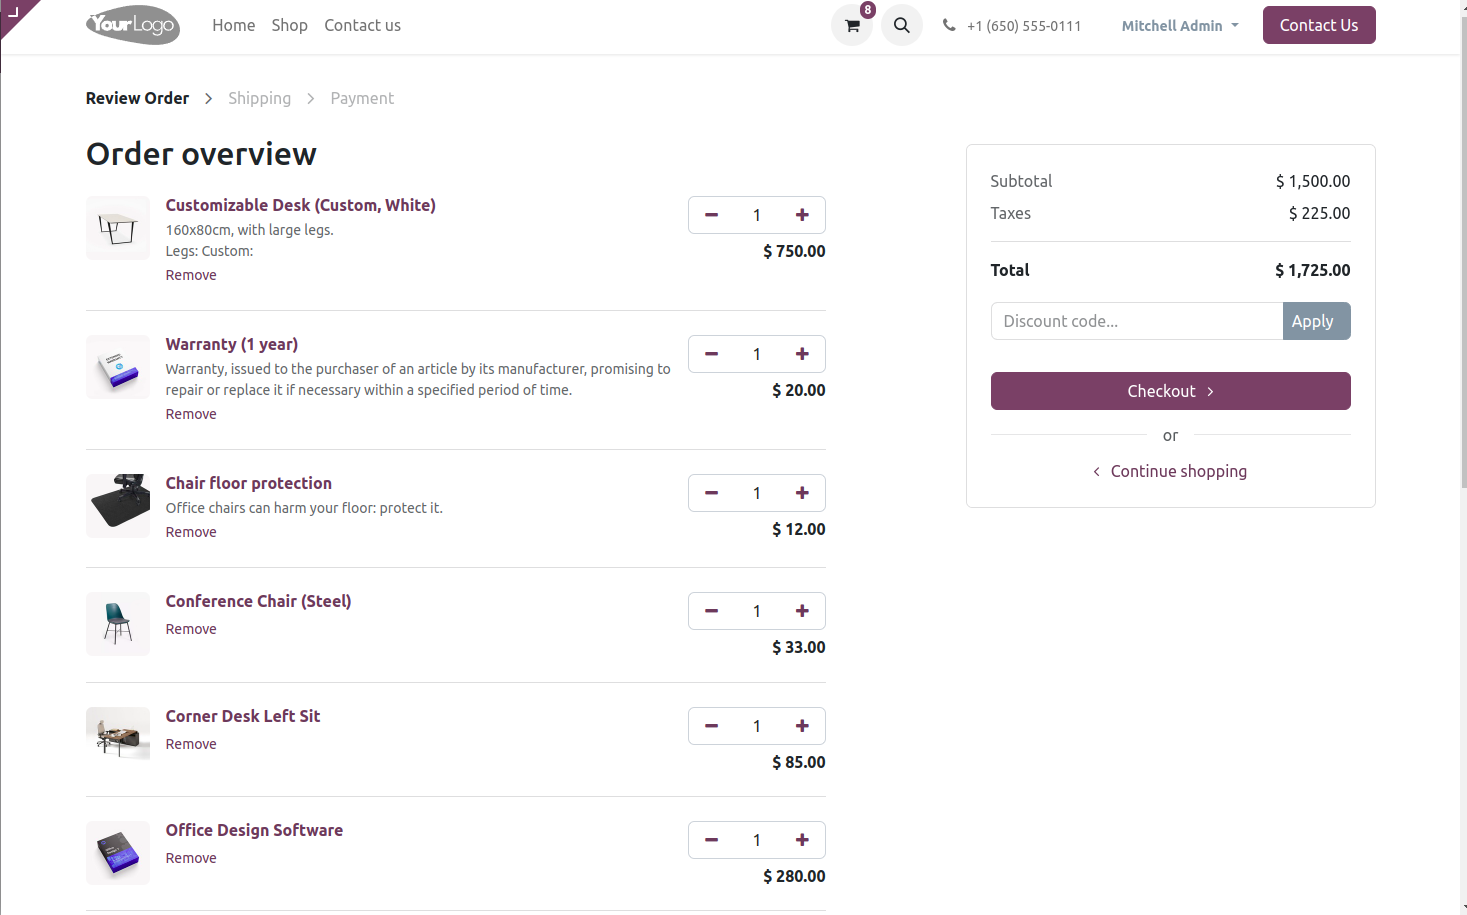 YourLogo
Home
Shop
Contact us
8
+1 (650) 555-0111
Mitchell Admin
Contact Us
Review Order
Shipping
Payment
Order overview
Customizable Desk (Custom, White)
160x80cm, with large legs.
Legs: Custom:
Remove
1
$ 750.00
Warranty (1 year)
Warranty, issued to the purchaser of an article by its manufacturer, promising to
repair or replace it if necessary within a specified period of time.
Remove
1
$ 20.00
Chair floor protection
Office chairs can harm your floor: protect it.
Remove
1
$ 12.00
Conference Chair (Steel)
Remove
1
$ 33.00
Corner Desk Left Sit
Remove
1
$ 85.00
Office Design Software
Remove
1
$ 280.00
Subtotal
$ 1,500.00
Taxes
$ 225.00
Total
$ 1,725.00
Discount code...
Apply
Checkout
or
Continue shopping